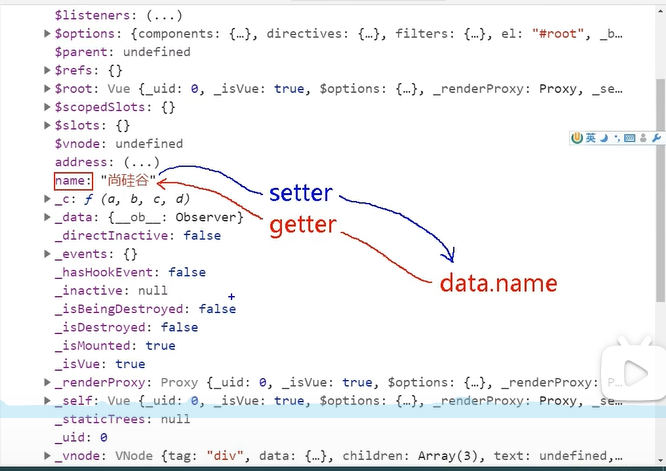 $listeners: (...)
$options: {components: {…}, directives: {…}, filters: {…}, el: "#root", _b…
$parent: undefined
$refs: {}
$root: Vue {_uid: 0, _isVue: true, $options: {…}, _renderProxy: Proxy, _se…
$scopedSlots: {}
$slots: {}
$vnode: undefined
address: (...)
name: "尚硅谷"
_c: ƒ (a, b, c, d)
_data: {__ob__: Observer}
_directInactive: false
_events: {}
_hasHookEvent: false
_inactive: null
_isBeingDestroyed: false
_isDestroyed: false
_isMounted: true
_isVue: true
_renderProxy: Proxy {_uid: 0, _isVue: true, $options: {…}, _renderProxy: P…
_self: Vue {_uid: 0, _isVue: true, $options: {…}, _renderProxy: Proxy, _se…
_staticTrees: null
_uid: 0
_vnode: VNode {tag: "div", data: {…}, children: Array(3), text: undefined,…
setter
getter
data.name
英